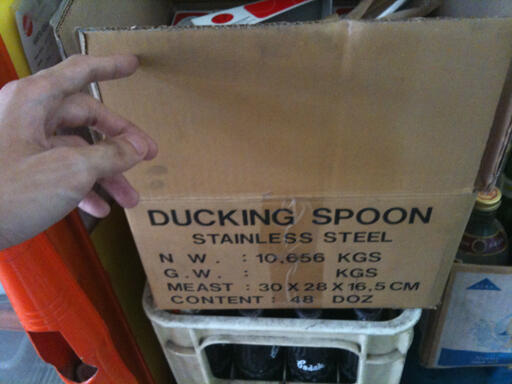 DUCKING SPOON
STAINLESS STEEL
N W. : 10.656 KGS
G.W. : KGS
MEAST : 30 X 28 X 16,5 CM
CONTENT : 48 DOZ